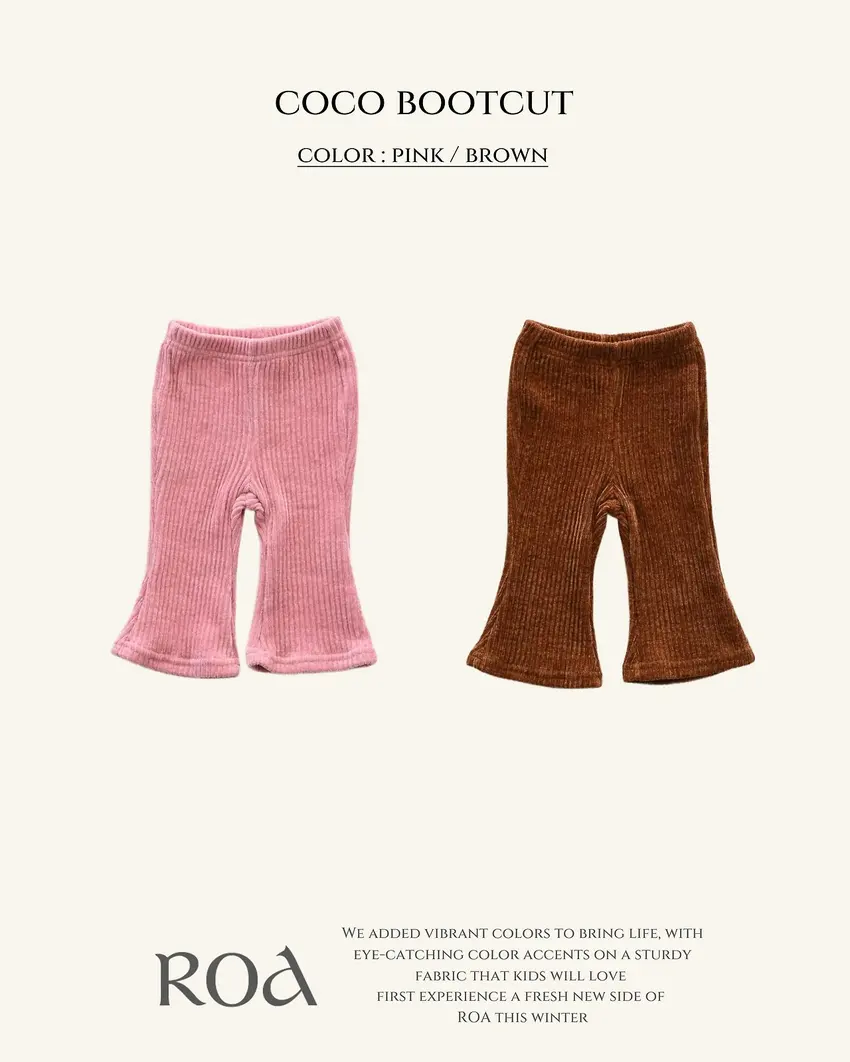 COCO BOOTCUT
COLOR : PINK / BROWN
ROA
WE ADDED VIBRANT COLORS TO BRING LIFE, WITH
EYE-CATCHING COLOR ACCENTS ON A STURDY
FABRIC THAT KIDS WILL LOVE
FIRST EXPERIENCE A FRESH NEW SIDE OF
ROA THIS WINTER